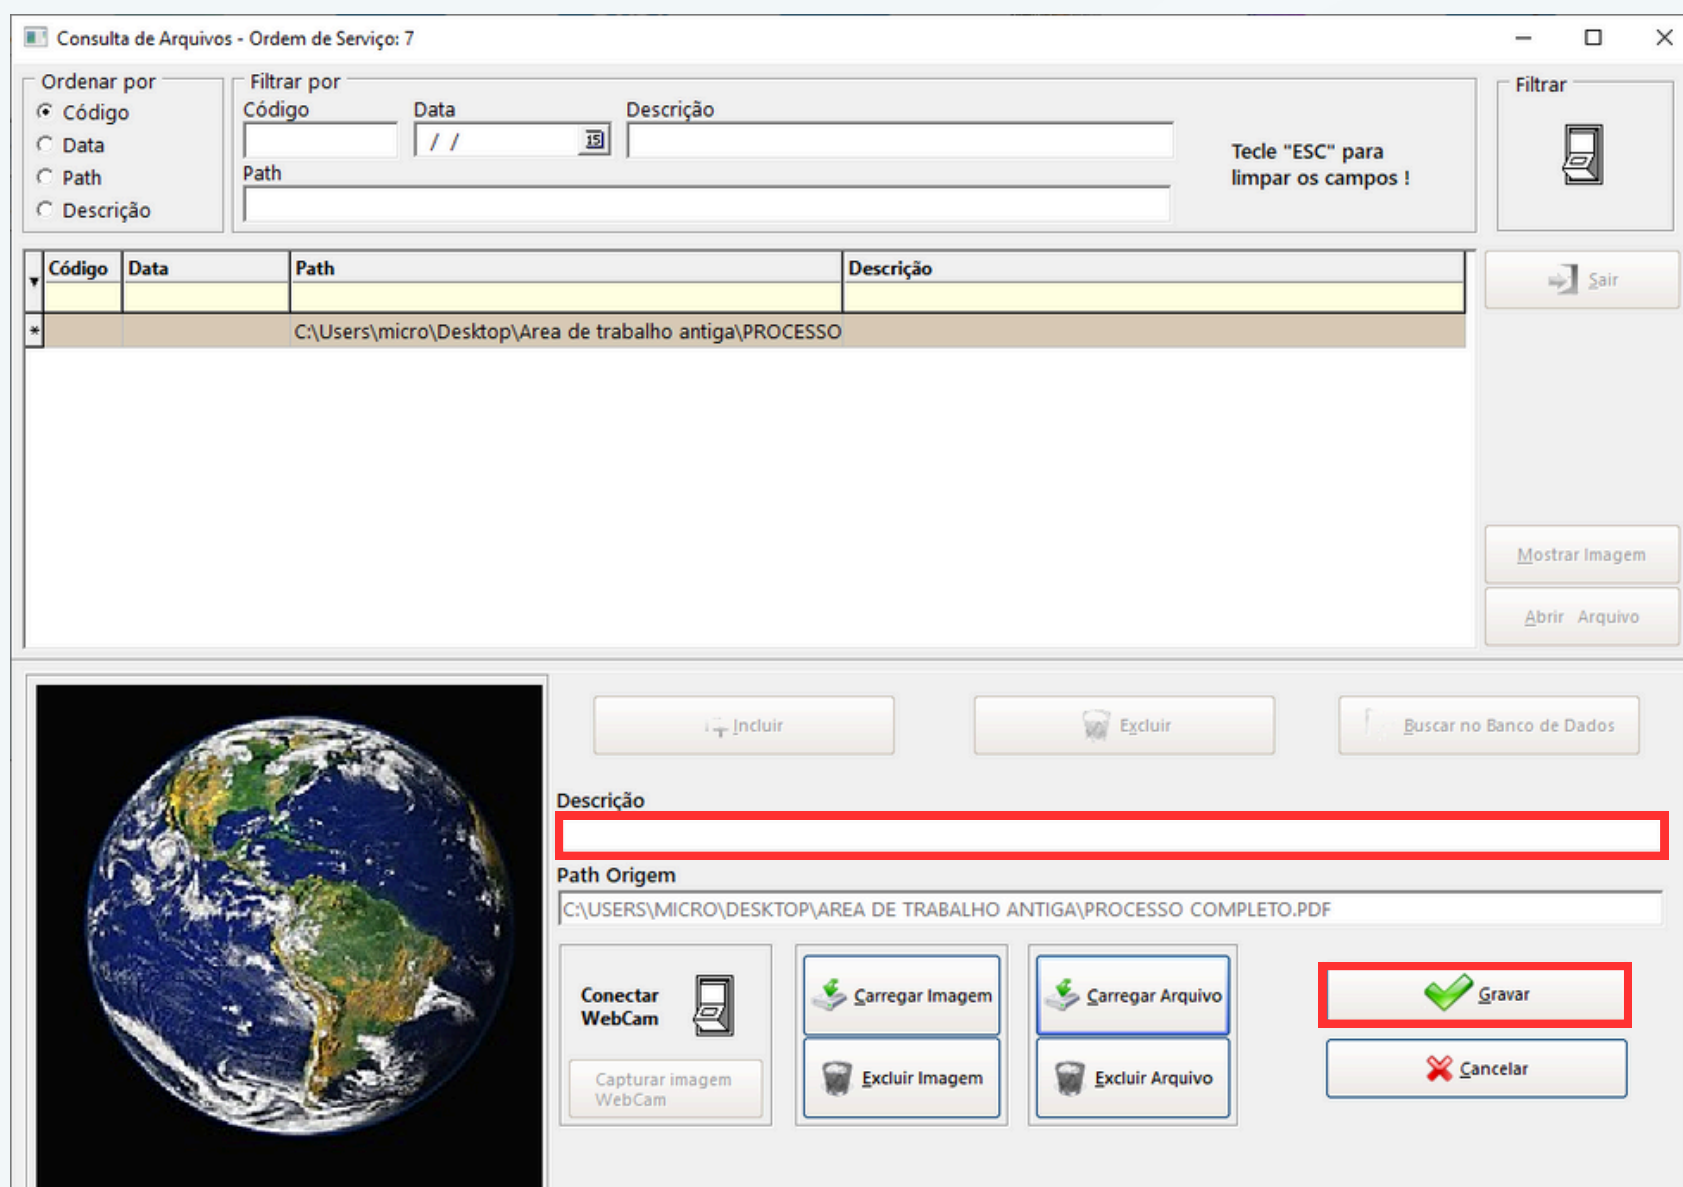 Consulta de Arquivos - Ordem de Serviço: 7
Ordenar por
Código
Data
Path
Descrição
Filtrar por
Código
Data
Descrição
/ /
15
Path
Tecle "ESC" para
limpar os campos !
Filtrar
Código Data Path Descrição
* C:\Users\micro\Desktop\Area de trabalho antiga\PROCESSO
Sair
Mostrar Imagem
Abrir Arquivo
Incluir
Excluir
Buscar no Banco de Dados
Descrição
Path Origem
C:\USERS\MICRO\DESKTOP\AREA DE TRABALHO ANTIGA\PROCESSO COMPLETO.PDF
Conectar
WebCam
Capturar imagem
WebCam
Carregar Imagem
Excluir Imagem
Carregar Arquivo
Excluir Arquivo
Gravar
Cancelar